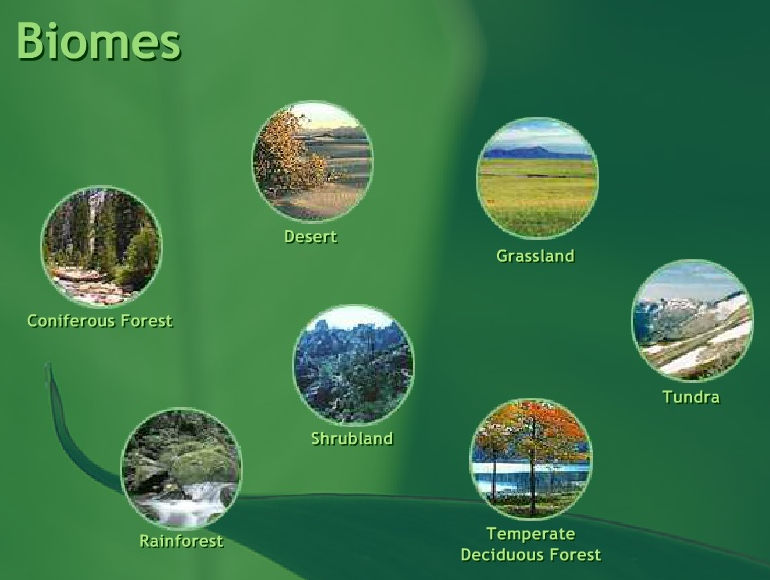 Biomes
Desert
Grassland
Coniferous Forest
Tundra
Shrubland
Rainforest
Temperate
Deciduous Forest